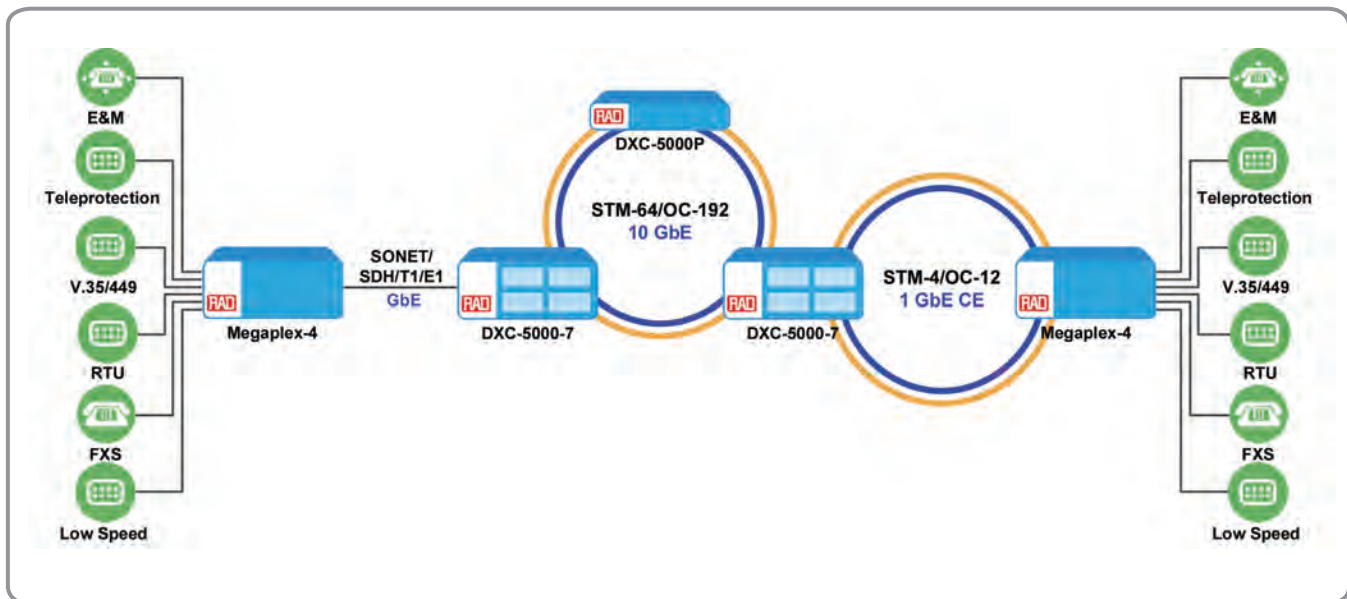 E&M
Teleprotection
V.35/449
RTU
FXS
Low Speed
RAD
Megaplex-4
SONET/
SDH/T1/E1
GbE
RAD
DXC-5000-7
RAD
DXC-5000P
STM-64/OC-192
10 GbE
RAD
DXC-5000-7
STM-4/OC-12
1 GbE CE
RAD
Megaplex-4
E&M
Teleprotection
V.35/449
RTU
FXS
Low Speed